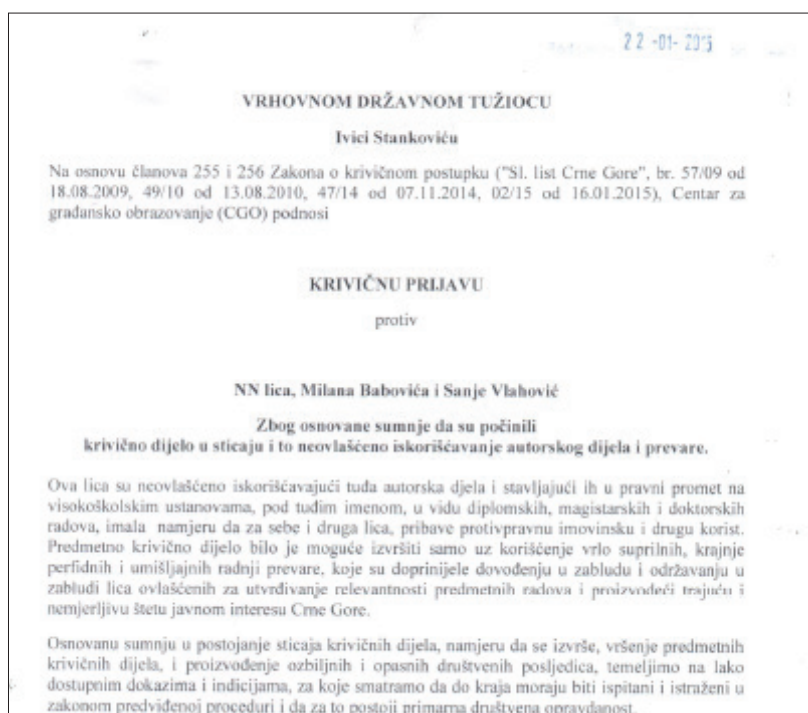 22 -01- 2015
VRHOVNOM DRŽAVNOM TUŽIOCU
Ivici Stankoviću
Na osnovu članova 255 i 256 Zakona o krivičnom postupku ("Sl. list Crne Gore", br. 57/09 od
18.08.2009, 49/10 od 13.08.2010, 47/14 od 07.11.2014, 02/15 od 16.01.2015), Centar za
građansko obrazovanje (CGO) podnosi
KRIVIČNU PRIJAVU
protiv
NN lica, Milana Babovića i Sanje Vlahović
Zbog osnovane sumnje da su počinili
krivično dijelo u sticaju i to neovlašćeno iskorišćavanje autorskog dijela i prevare.
Ova lica su neovlašćeno iskorišćavajući tuđa autorska djela i stavljajući ih u pravni promet na
visokoškolskim ustanovama, pod tuđim imenom, u vidu diplomskih, magistarskih i doktorskih
radova, imala namjeru da za sebe i druga lica, pribave protivpravnu imovinsku i drugu korist.
Predmetno krivično dijelo bilo je moguće izvršiti samo uz korišćenje vrlo suprilnih, krajnje
perfidnih i umišljajnih radnji prevare, koje su doprinijele dovođenju u zabludu i održavanju u
zabludi lica ovlašćenih za utvrđivanje relevantnosti predmetnih radova i proizvodeći trajuću i
nemjerljivu štetu javnom interesu Crne Gore.
Osnovanu sumnju u postojanje sticaja krivičnih dijela, namjeru da se izvrše, vršenje predmetnih
krivičnih dijela, i proizvođenje ozbiljnih i opasnih društvenih posljedica, temeljimo na lako
dostupnim dokazima i indicijama, za koje smatramo da do kraja moraju biti ispitani i istraženi u
zakonom predviđenoj proceduri i da za to postoji primarna društvena opravdanost.